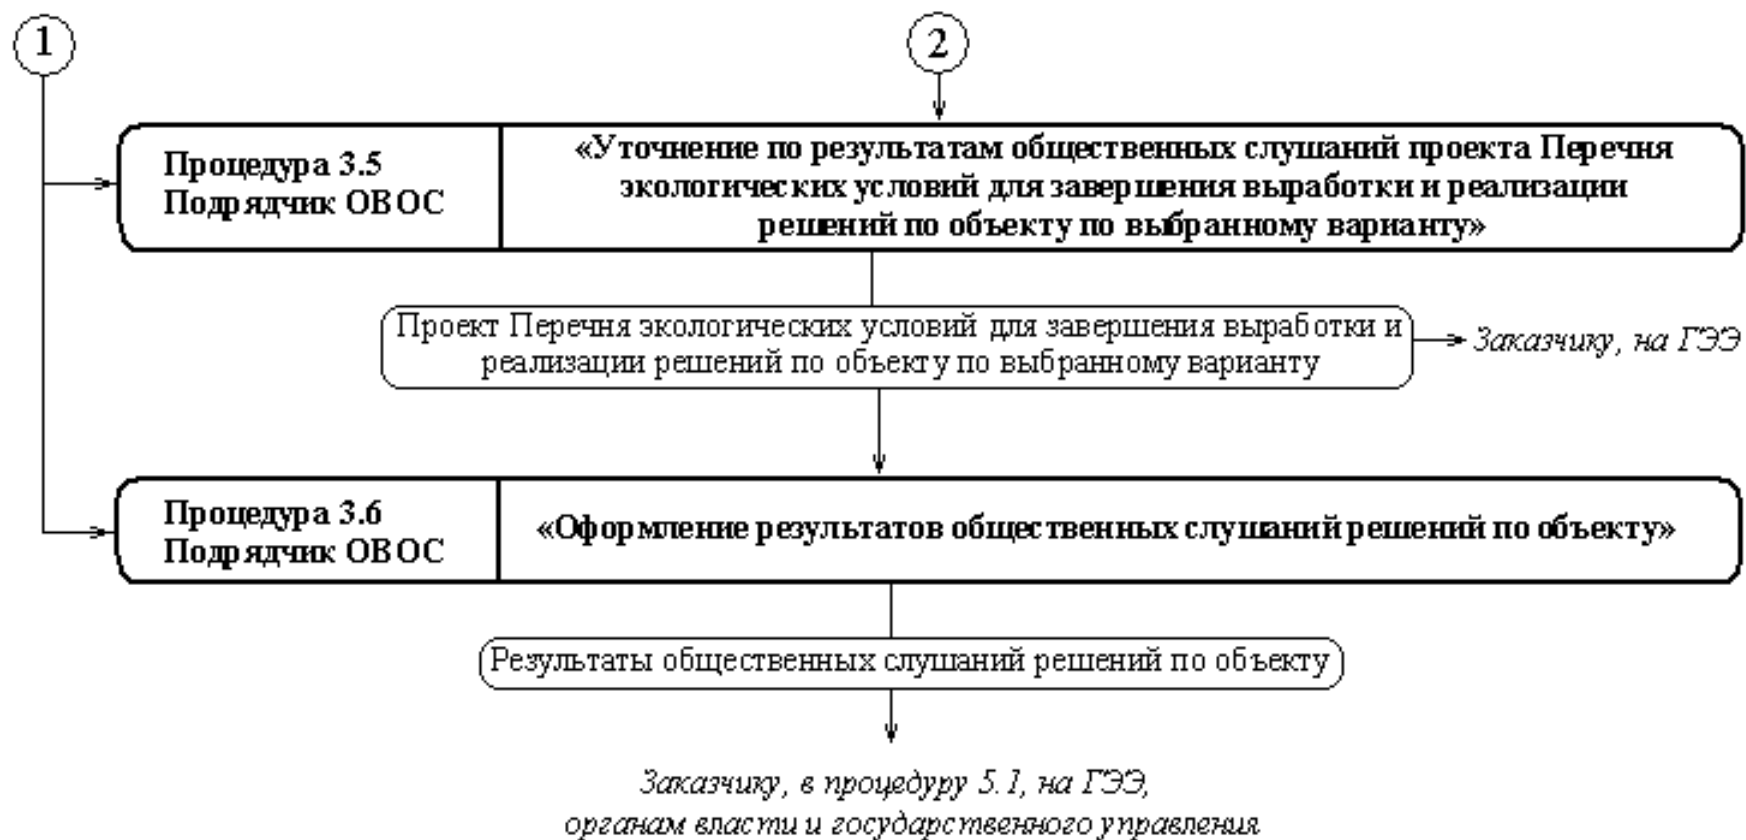 1
2
Процедура 3.5
Подрядчик ОВОС
«Уточнение по результатам общественных слушаний проекта Перечня
экологических условий для завершения выработки и реализации
решений по объекту по выбранному варианту»
Проект Перечня экологических условий для завершения выработки и
реализации решений по объекту по выбранному варианту
Заказчику, на ГЭЭ
Процедура 3.6
Подрядчик ОВОС
«Оформление результатов общественных слушаний решений по объекту»
Результаты общественных слушаний решений по объекту
Заказчику, в процедуру 5.1, на ГЭЭ,
органам власти и государственного управления